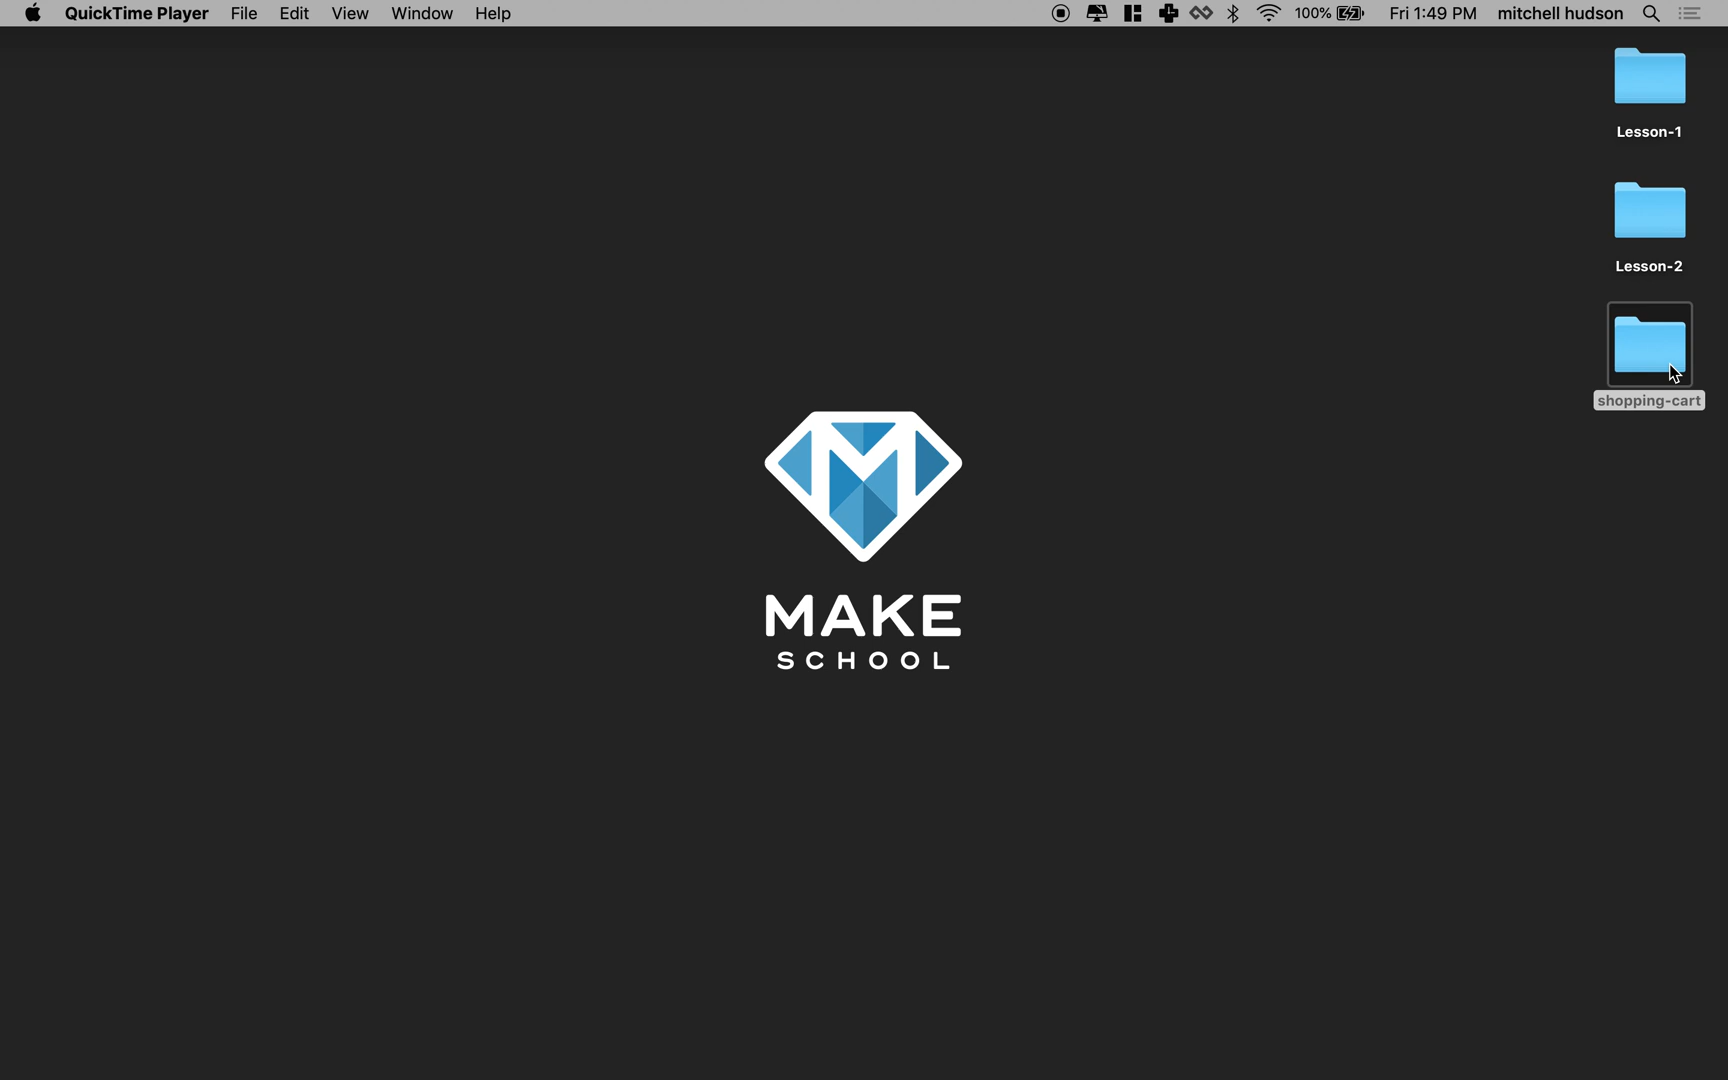 QuickTime Player File Edit View Window Help 100% Fri 1:49 PM mitchell hudson
Lesson-1
Lesson-2
shopping-cart
MAKE
SCHOOL